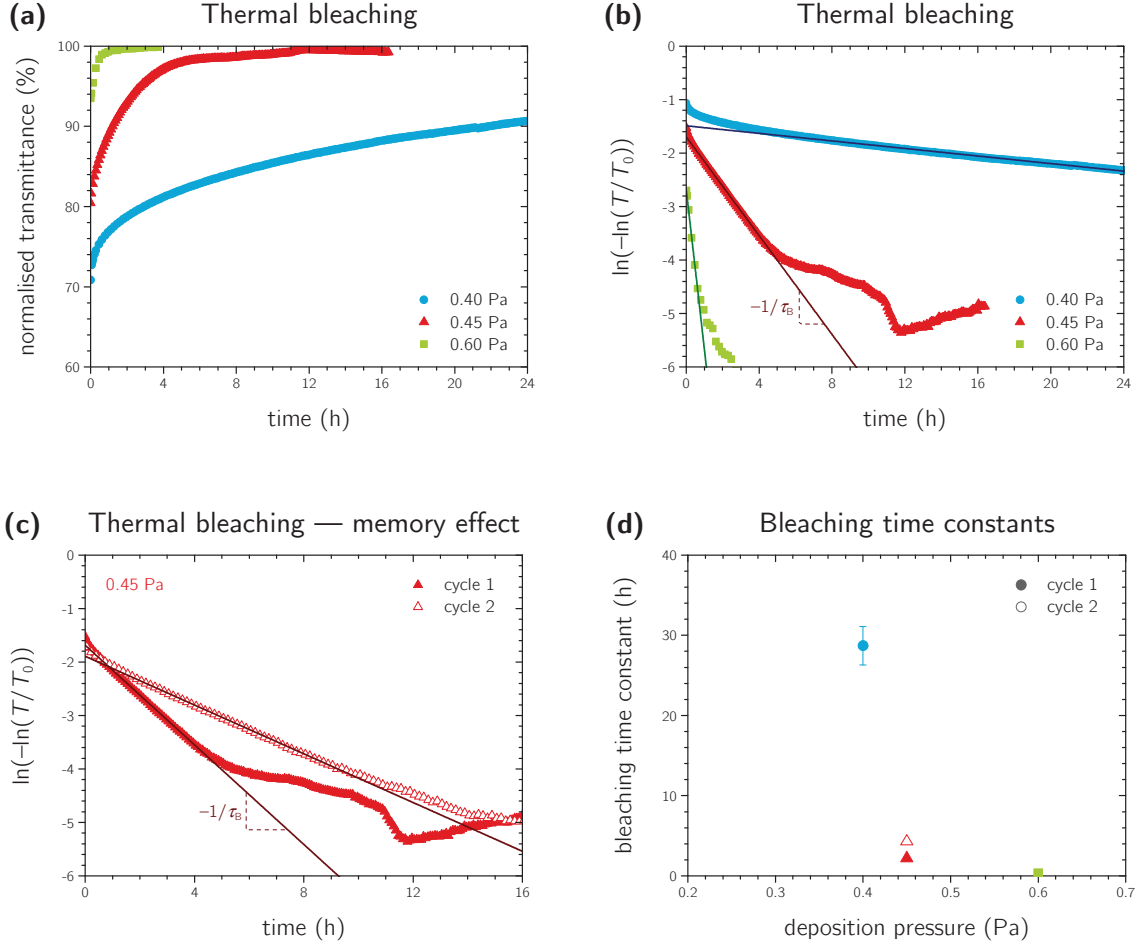 (a) Thermal bleaching
normalised transmittance (%)
100
90
80
70
60
0 4 8 12 16 20 24
time (h)
0.40 Pa
0.45 Pa
0.60 Pa
(b) Thermal bleaching
ln(−ln(T/T0))
0
-1
-2
-3
-4
-5
-6
0 4 8 12 16 20 24
time (h)
−1/τB
0.40 Pa
0.45 Pa
0.60 Pa
(c) Thermal bleaching — memory effect
ln(−ln(T/T0))
0
-1
-2
-3
-4
-5
-6
0 4 8 12 16
time (h)
0.45 Pa
cycle 1
cycle 2
−1/τB
(d) Bleaching time constants
bleaching time constant (h)
50
40
30
20
10
0
0.2 0.3 0.4 0.5 0.6 0.7
deposition pressure (Pa)
cycle 1
cycle 2